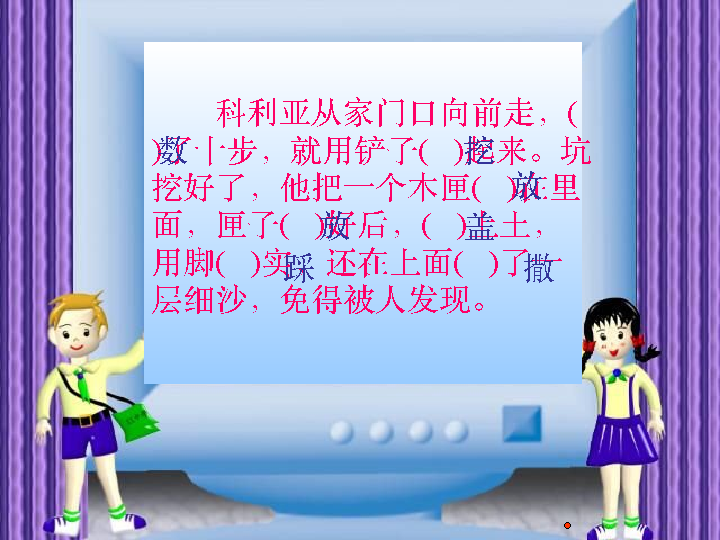 科利亚从家门口向前走，(
数)了十步，就用铲子( 挖 )起来。坑
挖好了，他把一个木匣( 放 )在里
面，匣子( 放 )好后，( 盖 )上土，
用脚( 踩 )实，还在上面( 撒 )了一
层细沙，免得被人发现。